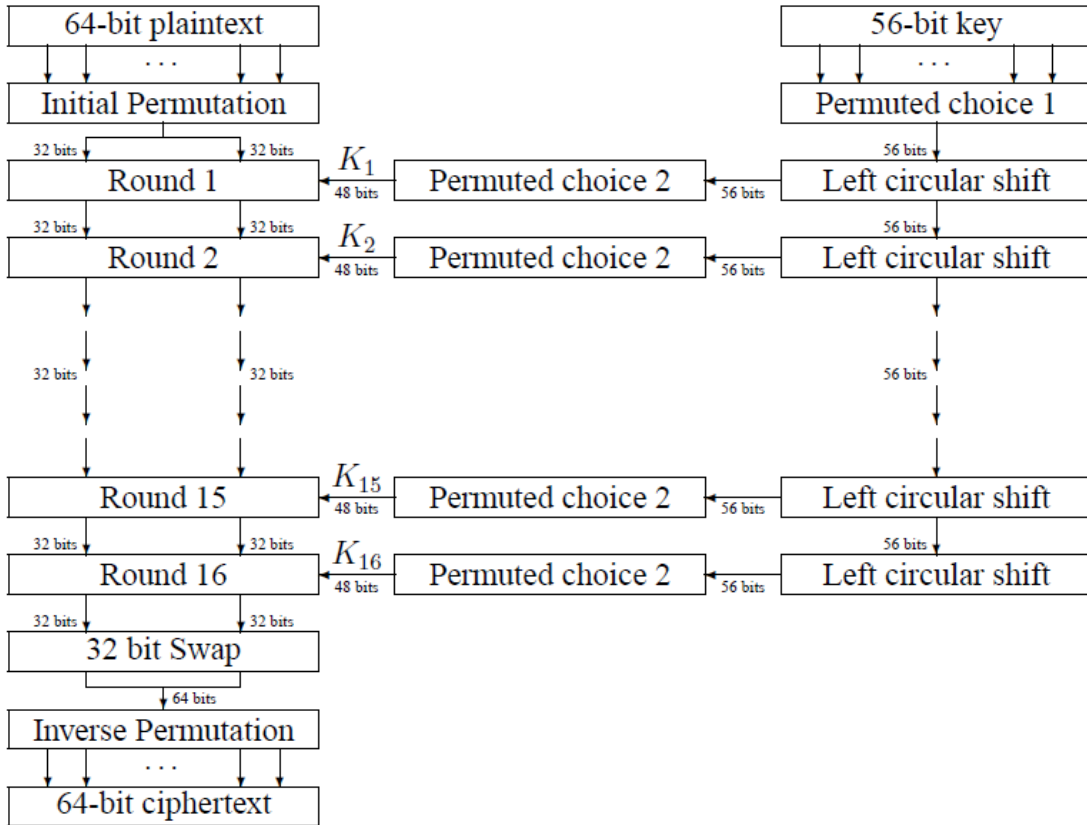 64-bit plaintext
56-bit key
. . .
. . .
Initial Permutation
Permuted choice 1
32 bits
32 bits
56 bits
Round 1
K1
48 bits
Permuted choice 2
56 bits
Left circular shift
32 bits
32 bits
56 bits
Round 2
K2
48 bits
Permuted choice 2
56 bits
Left circular shift
32 bits
32 bits
56 bits
Round 15
K15
48 bits
Permuted choice 2
56 bits
Left circular shift
32 bits
32 bits
56 bits
Round 16
K16
48 bits
Permuted choice 2
56 bits
Left circular shift
32 bits
32 bits
32 bit Swap
64 bits
Inverse Permutation
. . .
64-bit ciphertext